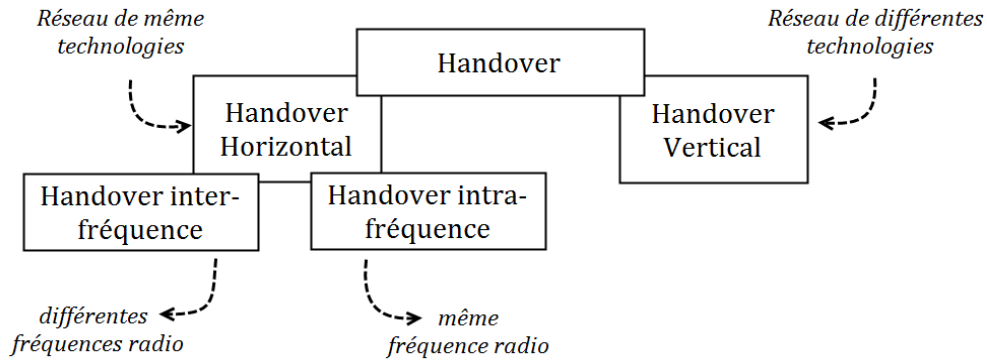 Réseau de même
technologies
Réseau de différentes
technologies
Handover
Handover
Horizontal
Handover
Vertical
Handover inter-
fréquence
Handover intra-
fréquence
différentes
fréquences radio
même
fréquence radio